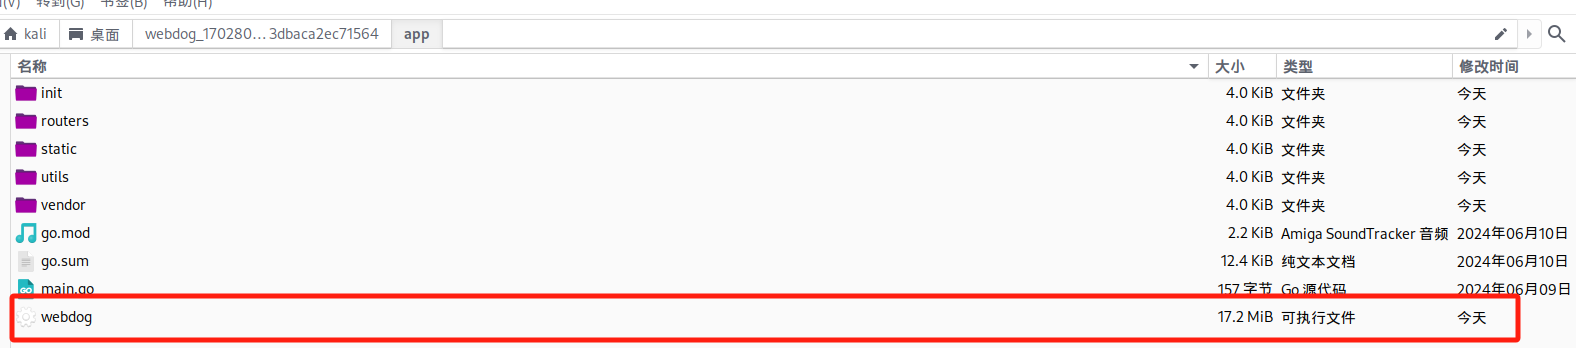 转到(G) 书签(B) 帮助(H)
kali 桌面 webdog_170280...3dbaca2ec71564 app
名称 大小 类型 修改时间
init 4.0 KiB 文件夹 今天
routers 4.0 KiB 文件夹 今天
static 4.0 KiB 文件夹 今天
utils 4.0 KiB 文件夹 今天
vendor 4.0 KiB 文件夹 今天
go.mod 2.2 KiB Amiga SoundTracker 音频 2024年06月10日
go.sum 12.4 KiB 纯文本文档 2024年06月10日
GO main.go 157 字节 Go 源代码 2024年06月09日
webdog 17.2 MiB 可执行文件 今天